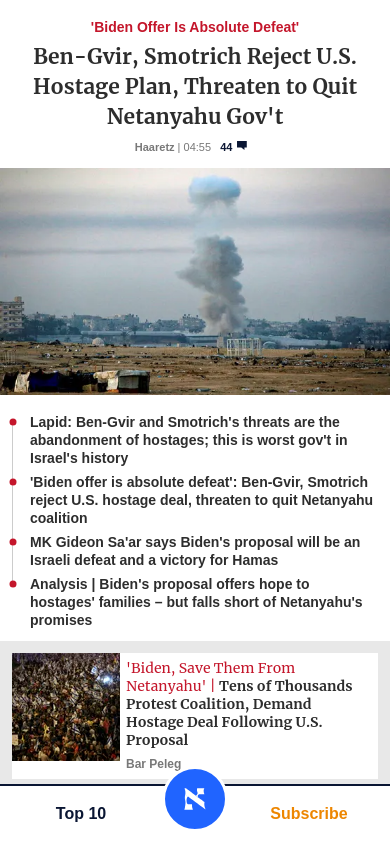 'Biden Offer Is Absolute Defeat'
Ben-Gvir, Smotrich Reject U.S.
Hostage Plan, Threaten to Quit
Netanyahu Gov't
Haaretz | 04:55 44
Lapid: Ben-Gvir and Smotrich's threats are the
abandonment of hostages; this is worst gov't in
Israel's history
'Biden offer is absolute defeat': Ben-Gvir, Smotrich
reject U.S. hostage deal, threaten to quit Netanyahu
coalition
MK Gideon Sa'ar says Biden's proposal will be an
Israeli defeat and a victory for Hamas
Analysis | Biden's proposal offers hope to
hostages' families – but falls short of Netanyahu's
promises
'Biden, Save Them From
Netanyahu' | Tens of Thousands
Protest Coalition, Demand
Hostage Deal Following U.S.
Proposal
Bar Peleg
Top 10
א
Subscribe